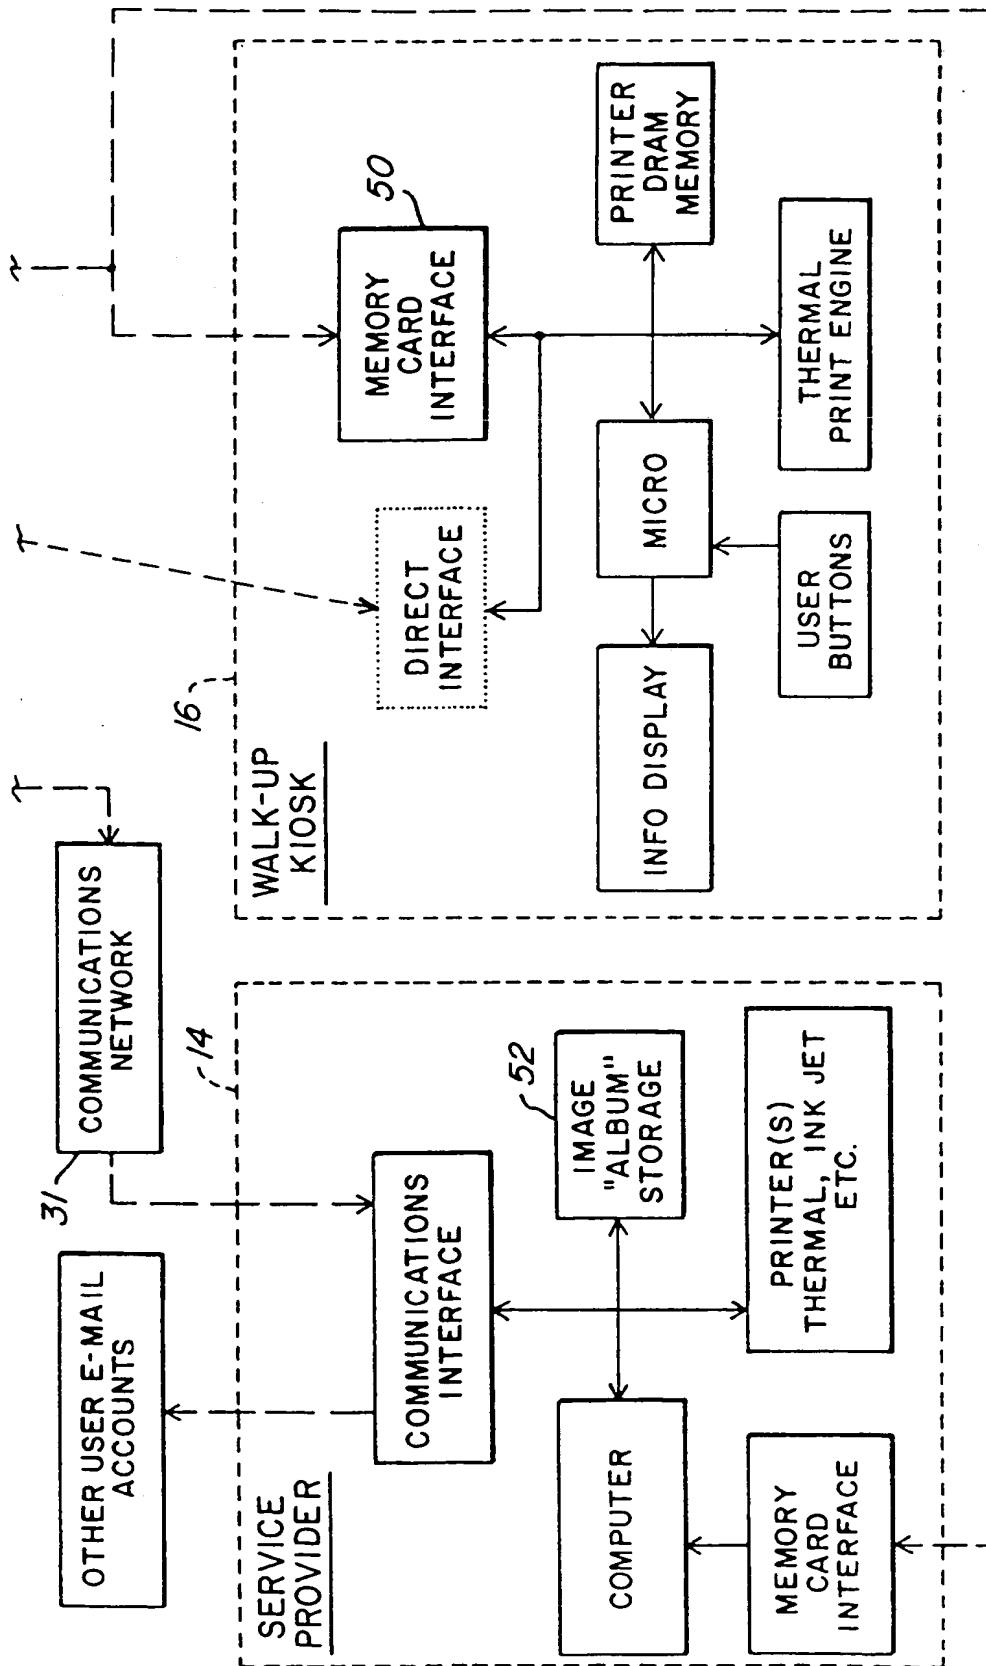 OTHER USER E-MAIL
ACCOUNTS
31
COMMUNICATIONS
NETWORK
14
SERVICE
PROVIDER
COMMUNICATIONS
INTERFACE
COMPUTER
52
IMAGE
"ALBUM"
STORAGE
MEMORY
CARD
INTERFACE
PRINTER(S)
THERMAL, INK JET
ETC.
16
WALK-UP
KIOSK
DIRECT
INTERFACE
50
MEMORY
CARD
INTERFACE
INFO DISPLAY
MICRO
PRINTER
DRAM
MEMORY
USER
BUTTONS
THERMAL
PRINT ENGINE